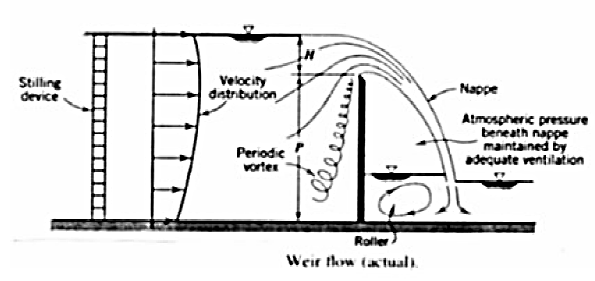 H
Stilling
device
Velocity
distribution
Nappe
Atmospheric pressure
beneath nappe
maintained by
adequate ventilation
P
Periodic
vortex
Roller
Weir flow (actual).